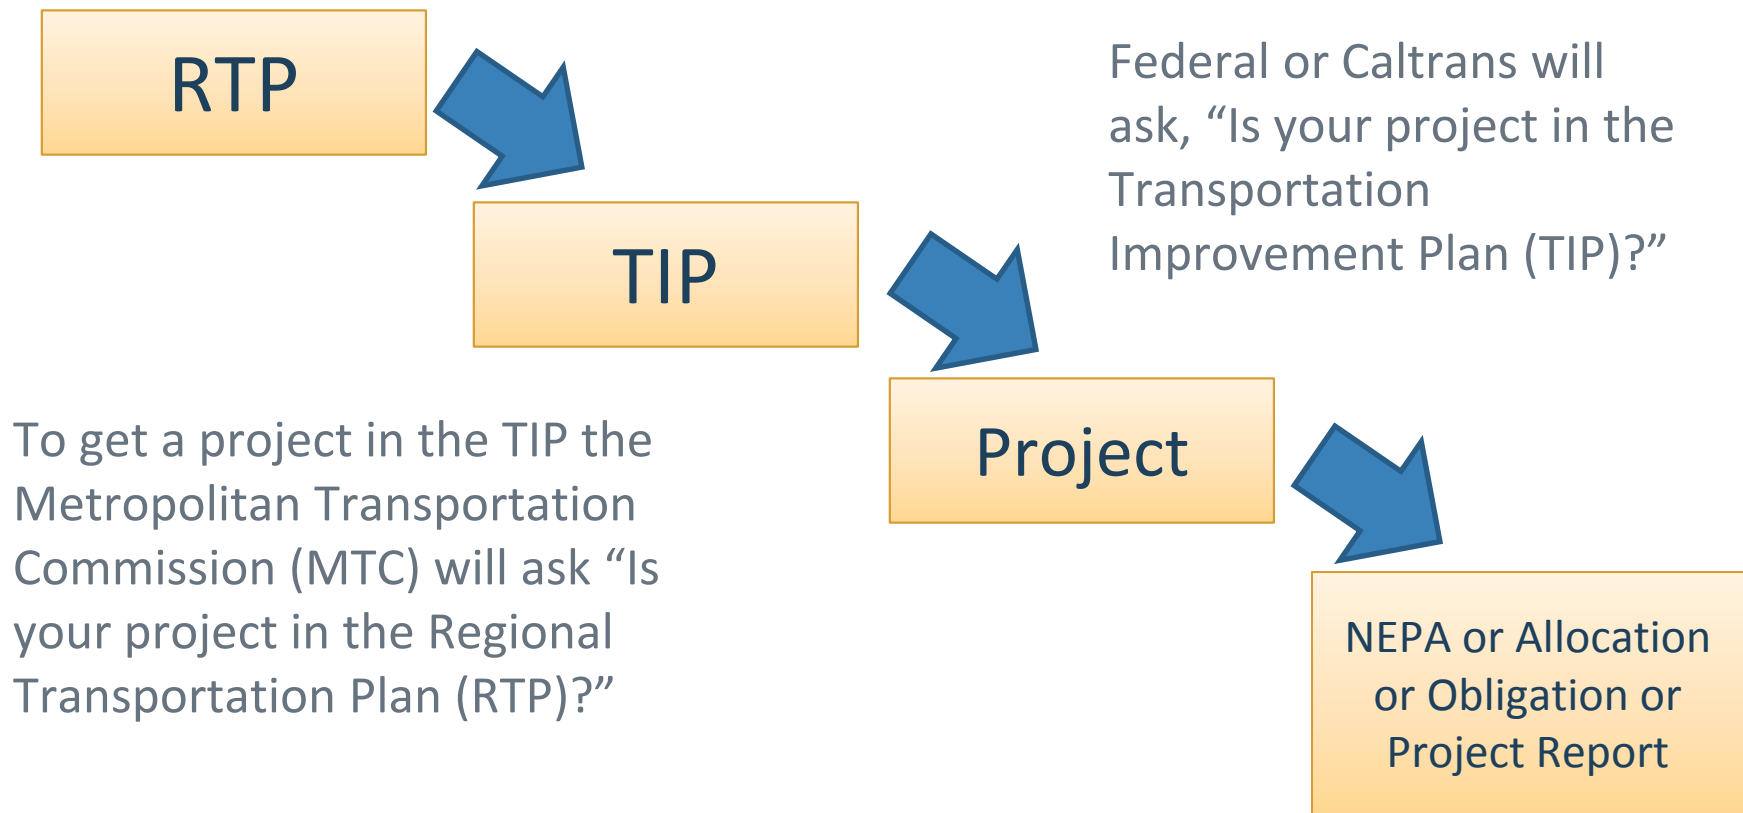 RTP
Federal or Caltrans will
ask, “Is your project in the
Transportation
Improvement Plan (TIP)?”
TIP
Project
To get a project in the TIP the
Metropolitan Transportation
Commission (MTC) will ask “Is
your project in the Regional
Transportation Plan (RTP)?”
NEPA or Allocation
or Obligation or
Project Report